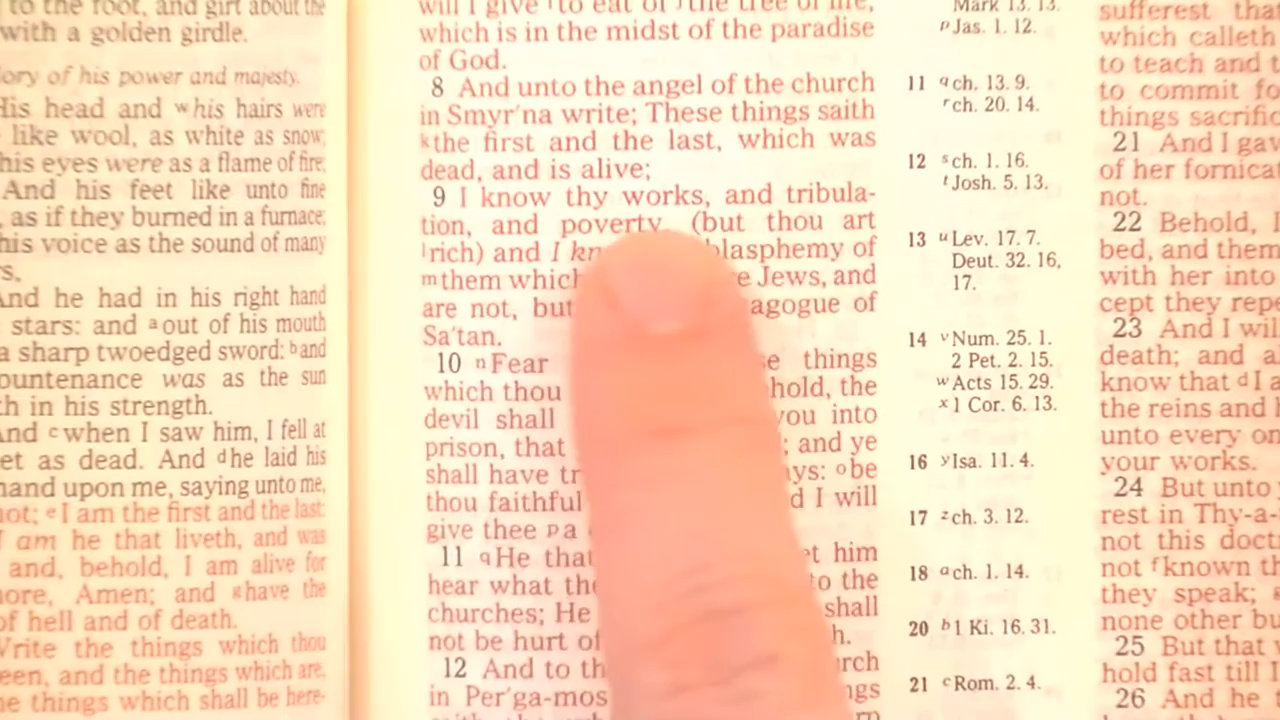 to the foot, and girt about the
with a golden girdle.
ory of his power and majesty.
His head and w his hairs were
like wool, as white as snow;
his eyes were as a flame of fire;
And his feet like unto fine
, as if they burned in a furnace;
his voice as the sound of many
And he had in his right hand
stars: and a out of his mouth
a sharp twoedged sword: b and
ountenance was as the sun
th in his strength.
And c when I saw him, I fell at
et as dead. And d he laid his
hand upon me, saying unto me,
not; e I am the first and the last:
I am he that liveth, and was
and, behold, I am alive for
more, Amen; and g have the
of hell and of death.
Write the things which thou
een, and the things which are,
he things which shall be here-
will I give i to eat of j the tree of life,
which is in the midst of the paradise
of God.
8 And unto the angel of the church
in Smyr'na write; These things saith
k the first and the last, which was
dead, and is alive;
9 I know thy works, and tribula-
tion, and poverty, (but thou art
l rich) and I kn blasphemy of
m them which e Jews, and
are not, but agogue of
Sa'tan.
10 n Fear se things
which thou hold, the
devil shall you into
prison, that ; and ye
shall have tr ys: o be
thou faithful d I will
give thee p a
11 q He that et him
hear what the to the
churches; He shall
not be hurt of h.
12 And to th rch
in Per'ga-mos ngs
Mark 13. 13.
p Jas. 1. 12.
11 q ch. 13. 9.
r ch. 20. 14.
12 s ch. 1. 16.
t Josh. 5. 13.
13 u Lev. 17. 7.
Deut. 32. 16,
17.
14 v Num. 25. 1.
2 Pet. 2. 15.
w Acts 15. 29.
x 1 Cor. 6. 13.
16 y Isa. 11. 4.
17 z ch. 3. 12.
18 a ch. 1. 14.
20 b 1 Ki. 16. 31.
21 c Rom. 2. 4.
sufferest that
which calleth
to teach and t
to commit fo
things sacrific
21 And I gav
of her fornicat
not.
22 Behold, I
bed, and them
with her into
cept they repe
23 And I wil
death; and a
know that d I a
the reins and h
unto every on
your works.
24 But unto
rest in Thy-a-
not this doct
not f known th
they speak;
none other bu
25 But that
hold fast till I
26 And he